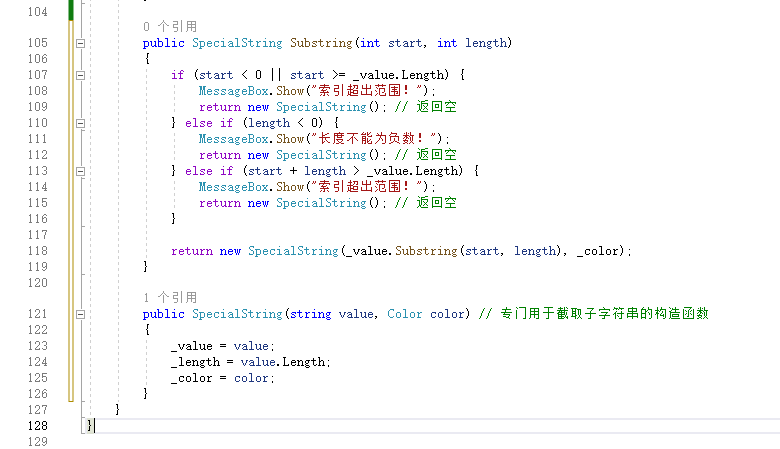 104
0 个引用
105 public SpecialString Substring(int start, int length)
106 {
107 if (start < 0 || start >= _value.Length) {
108 MessageBox.Show("索引超出范围！");
109 return new SpecialString(); // 返回空
110 } else if (length < 0) {
111 MessageBox.Show("长度不能为负数！");
112 return new SpecialString(); // 返回空
113 } else if (start + length > _value.Length) {
114 MessageBox.Show("索引超出范围！");
115 return new SpecialString(); // 返回空
116 }
117
118 return new SpecialString(_value.Substring(start, length), _color);
119 }
120
1 个引用
121 public SpecialString(string value, Color color) // 专门用于截取子字符串的构造函数
122 {
123 _value = value;
124 _length = value.Length;
125 _color = color;
126 }
127 }
128 }
129